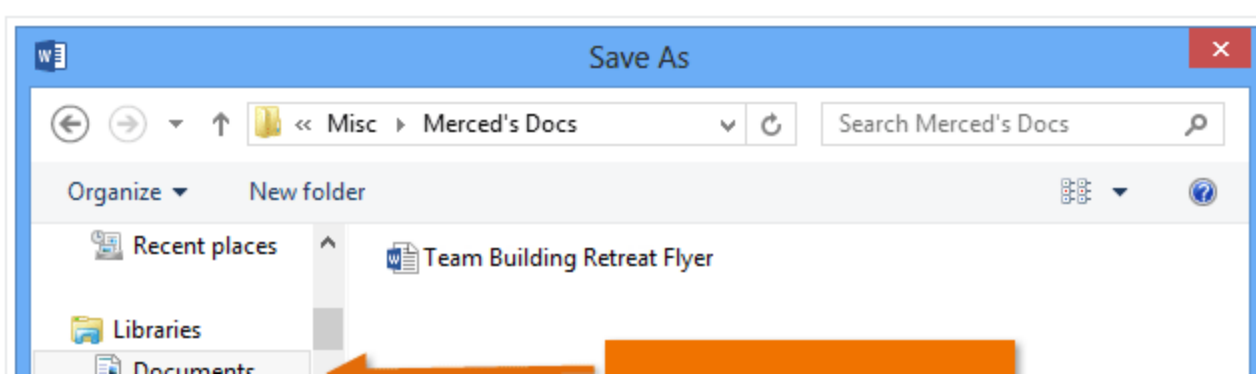 Save As
« Misc Merced's Docs Search Merced's Docs
Organize New folder
Recent places Team Building Retreat Flyer
Libraries
Documents